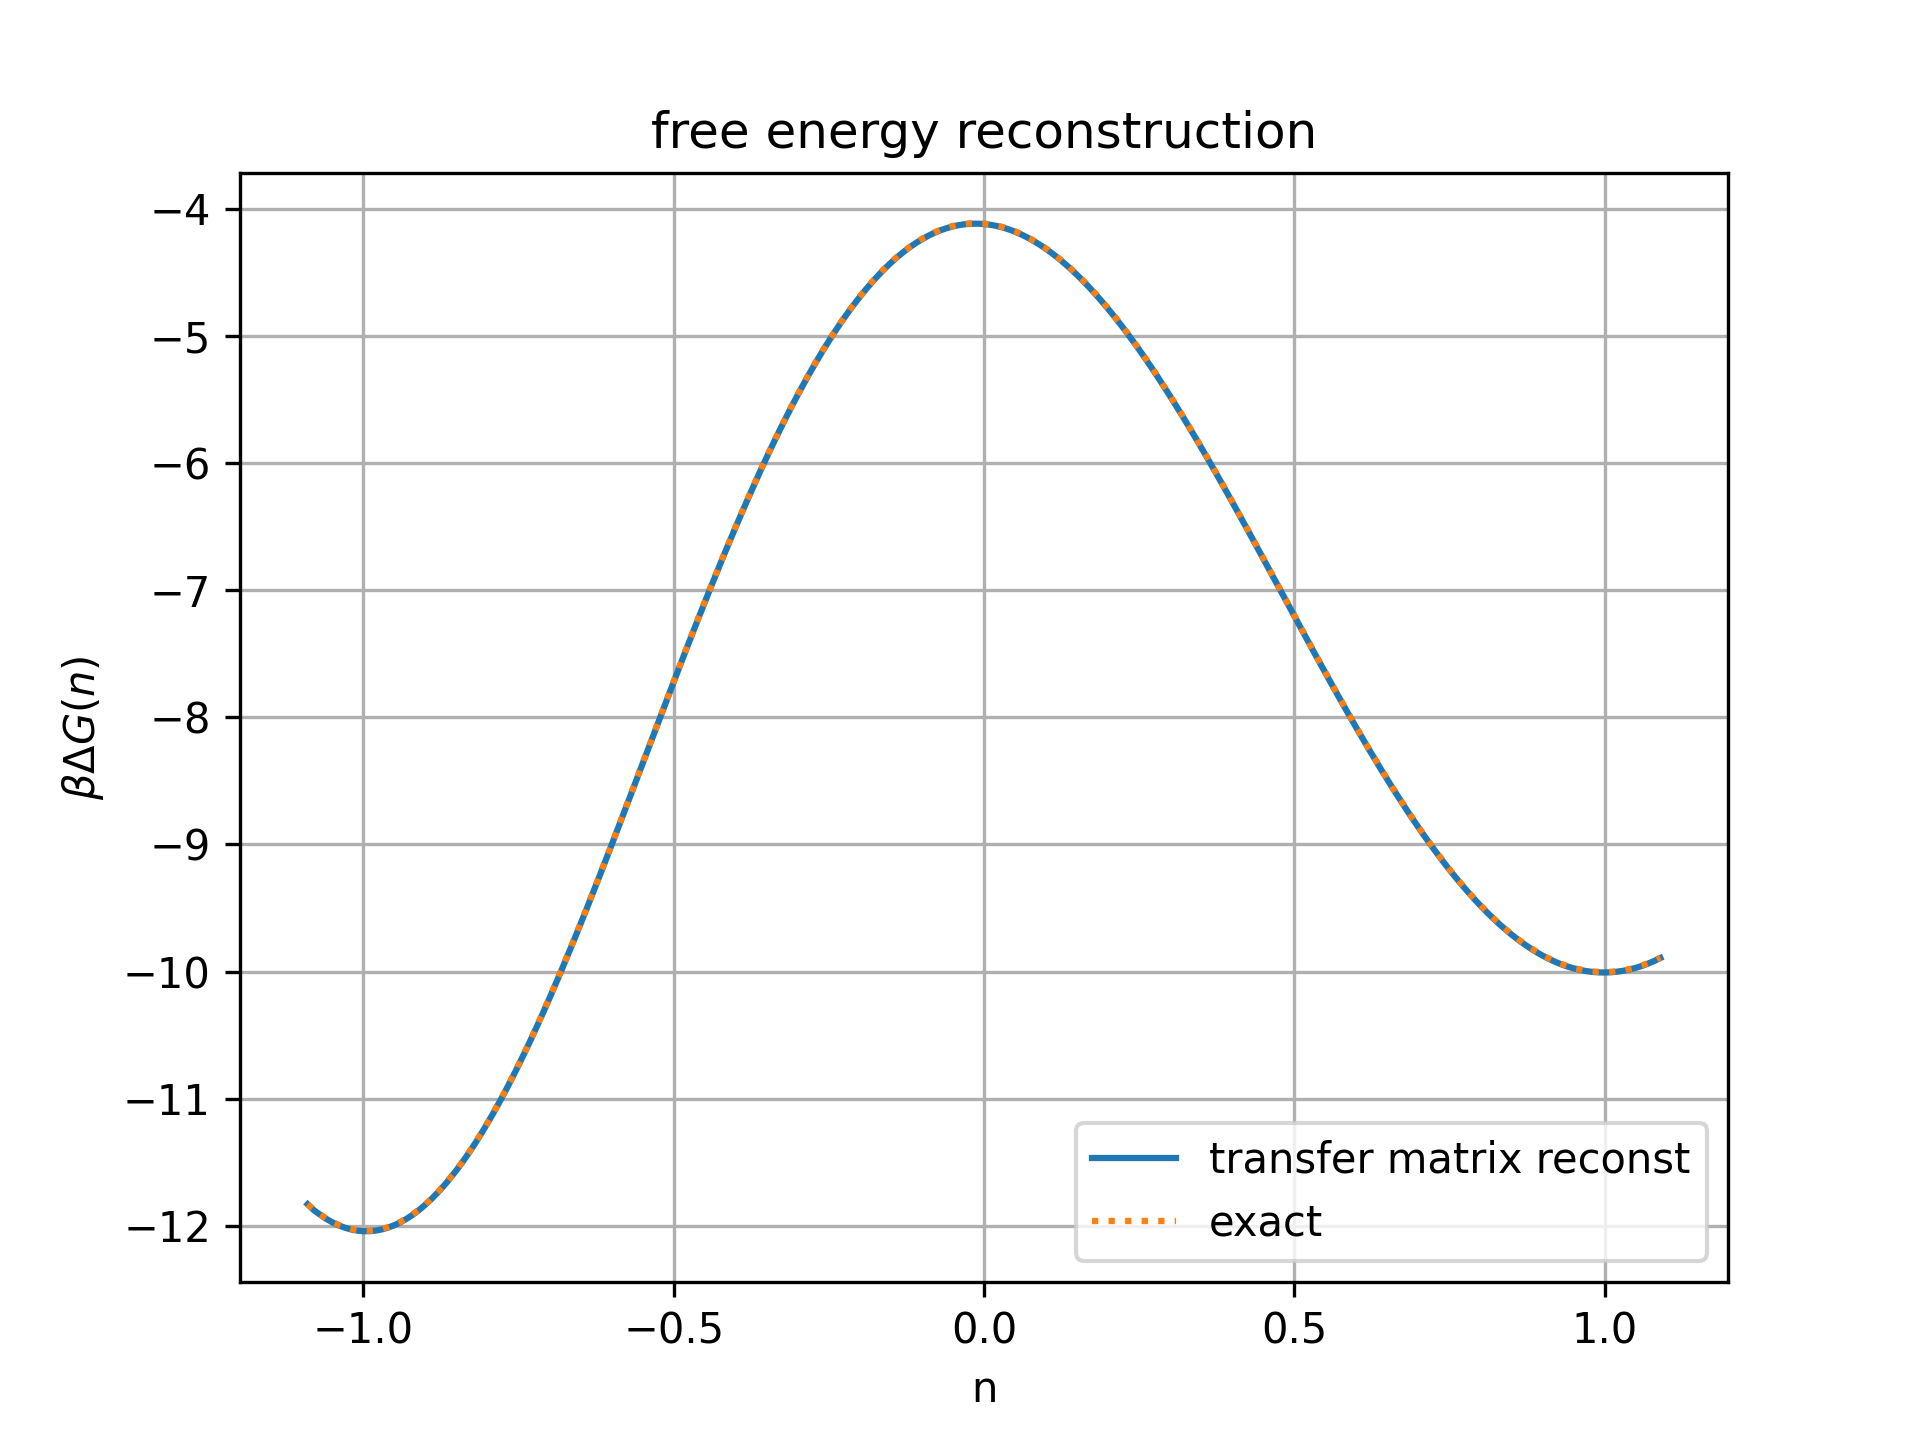 free energy reconstruction
−4
−5
−6
−7
−8
−9
−10
−11
−12
βΔG(n)
transfer matrix reconst
exact
−1.0 −0.5 0.0 0.5 1.0
n